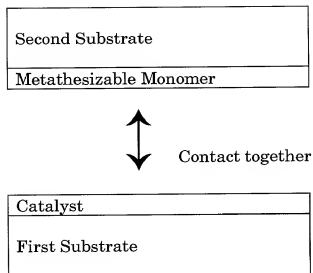 Second Substrate
Metathesizable Monomer
Contact together
Catalyst
First Substrate